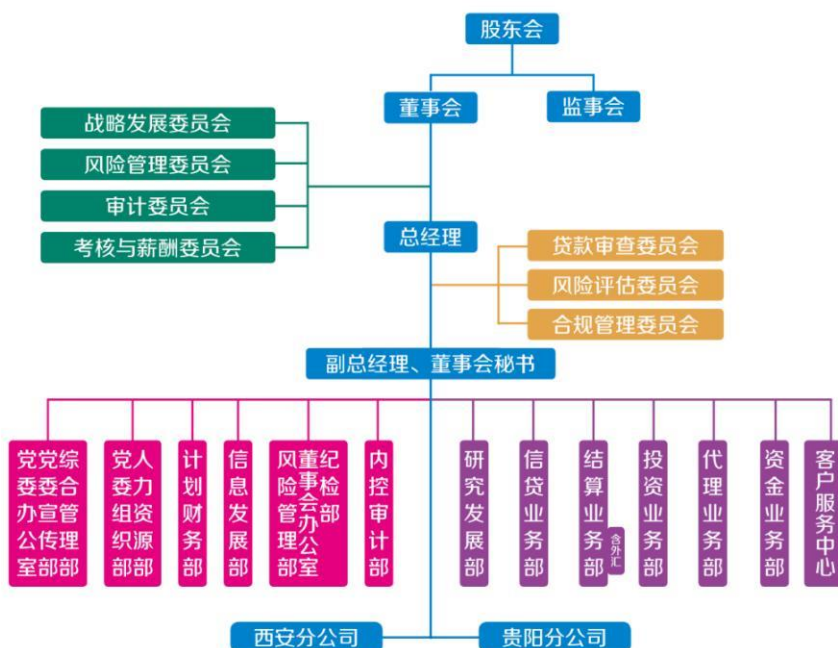 股东会
董事会
监事会
战略发展委员会
风险管理委员会
审计委员会
考核与薪酬委员会
总经理
贷款审查委员会
风险评估委员会
合规管理委员会
副总经理、董事会秘书
党委办公室
党委宣传部
综合管理部
党委组织部
人力资源部
计划财务部
信息发展部
风险管理部
董事会办公室
纪检部
内控审计部
研究发展部
信贷业务部
结算业务部
含外汇
投资业务部
代理业务部
资金业务部
客户服务中心
西安分公司
贵阳分公司